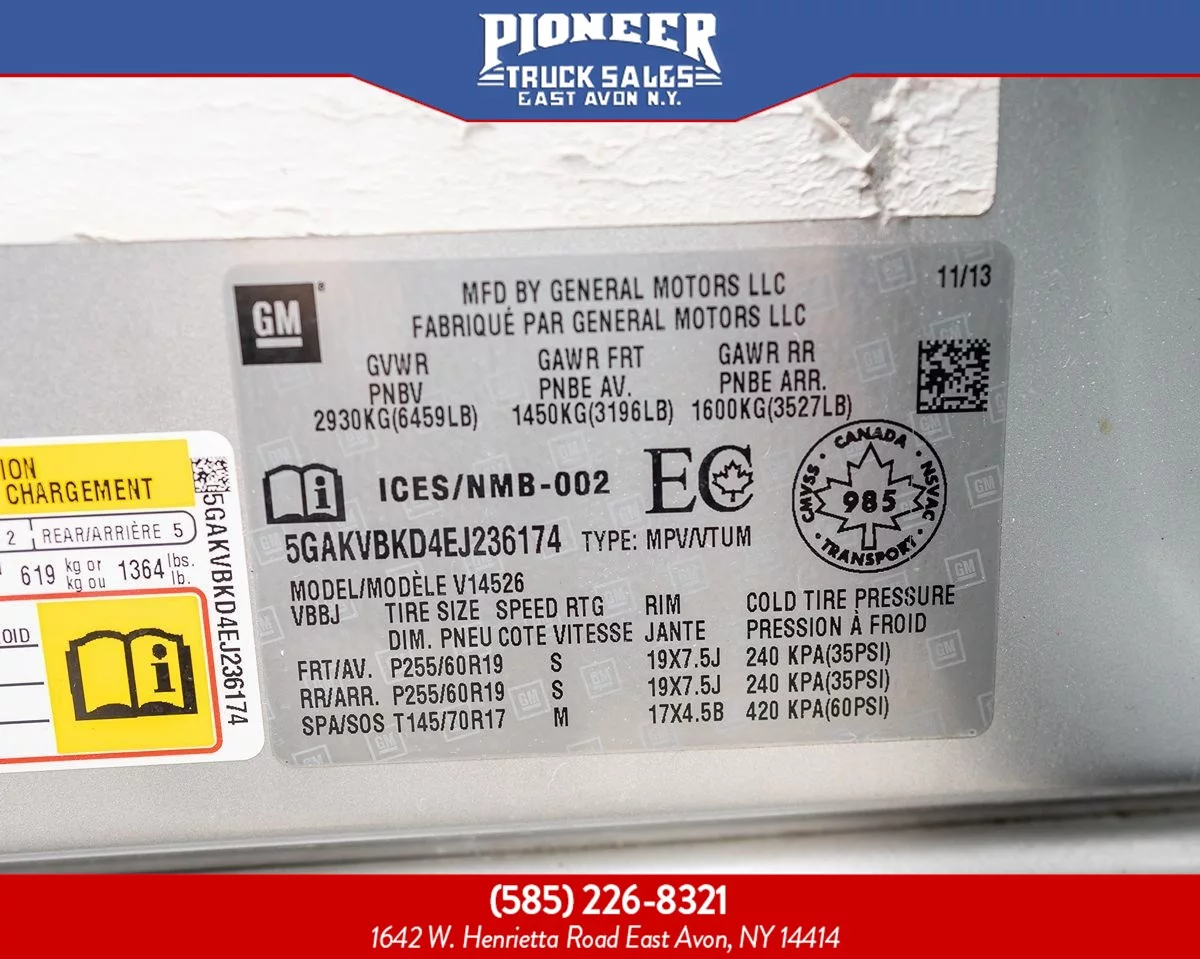 PIONEER
TRUCK SALES
EAST AVON N.Y.
GM
MFD BY GENERAL MOTORS LLC
11/13
FABRIQUÉ PAR GENERAL MOTORS LLC
GVWR GAWR FRT GAWR RR
PNBV PNBE AV. PNBE ARR.
2930KG(6459LB) 1450KG(3196LB) 1600KG(3527LB)
ICES/NMB-002
EC
CANADA
CMVSS · NSVAC
985
TRANSPORT
5GAKVBKD4EJ236174 TYPE: MPV/VTUM
MODEL/MODÈLE V14526
VBBJ TIRE SIZE SPEED RTG RIM COLD TIRE PRESSURE
DIM. PNEU COTE VITESSE JANTE PRESSION À FROID
FRT/AV. P255/60R19 S 19X7.5J 240 KPA(35PSI)
RR/ARR. P255/60R19 S 19X7.5J 240 KPA(35PSI)
SPA/SOS T145/70R17 M 17X4.5B 420 KPA(60PSI)
ION
CHARGEMENT
2 REAR/ARRIÈRE 5
619 kg or 1364 lbs.
kg ou lb.
OID
5GAKVBKD4EJ236174
(585) 226-8321
1642 W. Henrietta Road East Avon, NY 14414